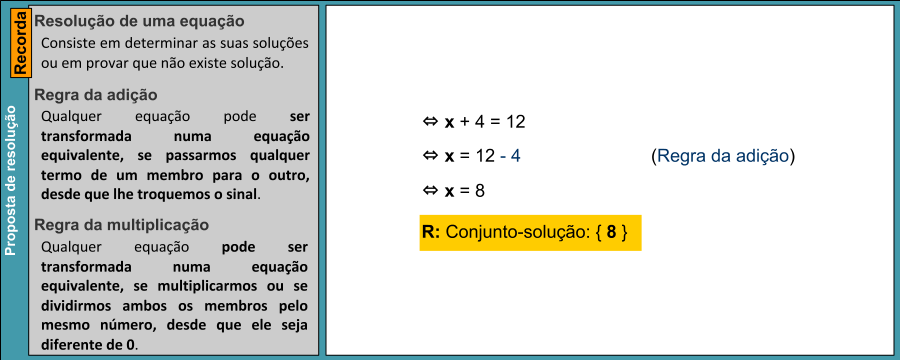 Proposta de resolução
Recorda
Resolução de uma equação
Consiste em determinar as suas soluções
ou em provar que não existe solução.
Regra da adição
Qualquer equação pode ser
transformada numa equação
equivalente, se passarmos qualquer
termo de um membro para o outro,
desde que lhe troquemos o sinal.
Regra da multiplicação
Qualquer equação pode ser
transformada numa equação
equivalente, se multiplicarmos ou se
dividirmos ambos os membros pelo
mesmo número, desde que ele seja
diferente de 0.
⇔ x + 4 = 12
⇔ x = 12 - 4 (Regra da adição)
⇔ x = 8
R: Conjunto-solução: { 8 }